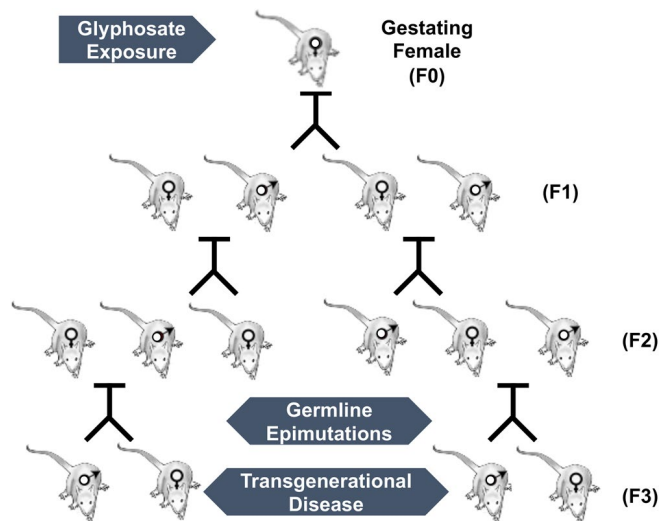 Glyphosate
Exposure
Gestating
Female
(F0)
(F1)
(F2)
Germline
Epimutations
Transgenerational
Disease
(F3)